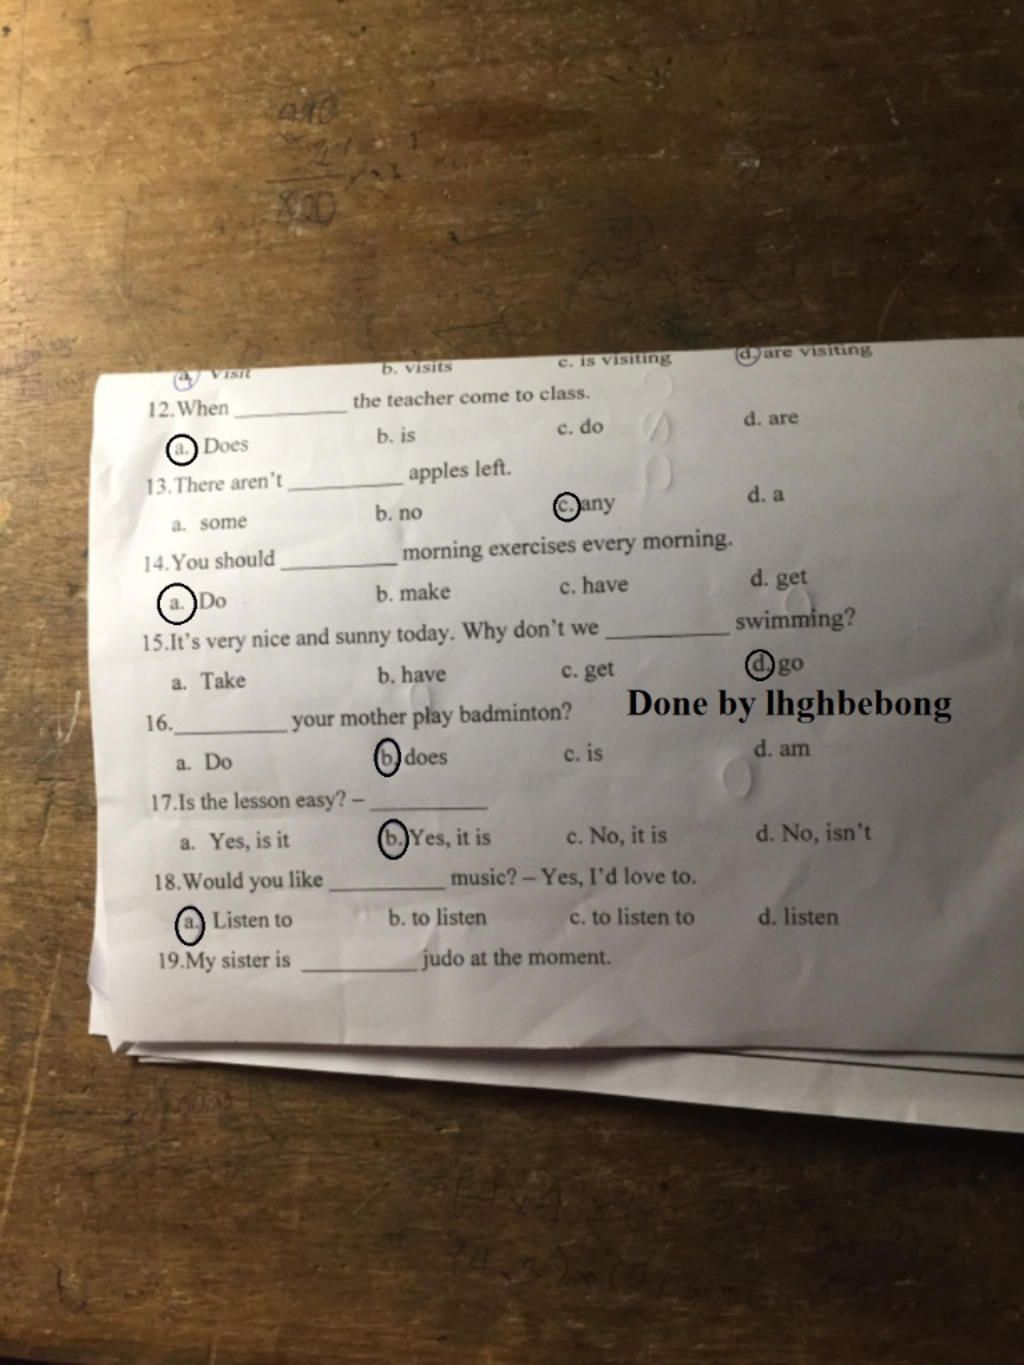 a. Visit b. visits c. is visiting d. are visiting
12.When __________ the teacher come to class.
a. Does b. is c. do d. are
13.There aren't __________ apples left.
a. some b. no c. any d. a
14.You should __________ morning exercises every morning.
a. Do b. make c. have d. get
15.It's very nice and sunny today. Why don't we __________ swimming?
a. Take b. have c. get d. go
Done by lhghbebong
16.__________ your mother play badminton?
a. Do b. does c. is d. am
17.Is the lesson easy? – __________
a. Yes, is it b. Yes, it is c. No, it is d. No, isn't
18.Would you like __________ music? – Yes, I'd love to.
a. Listen to b. to listen c. to listen to d. listen
19.My sister is __________ judo at the moment.